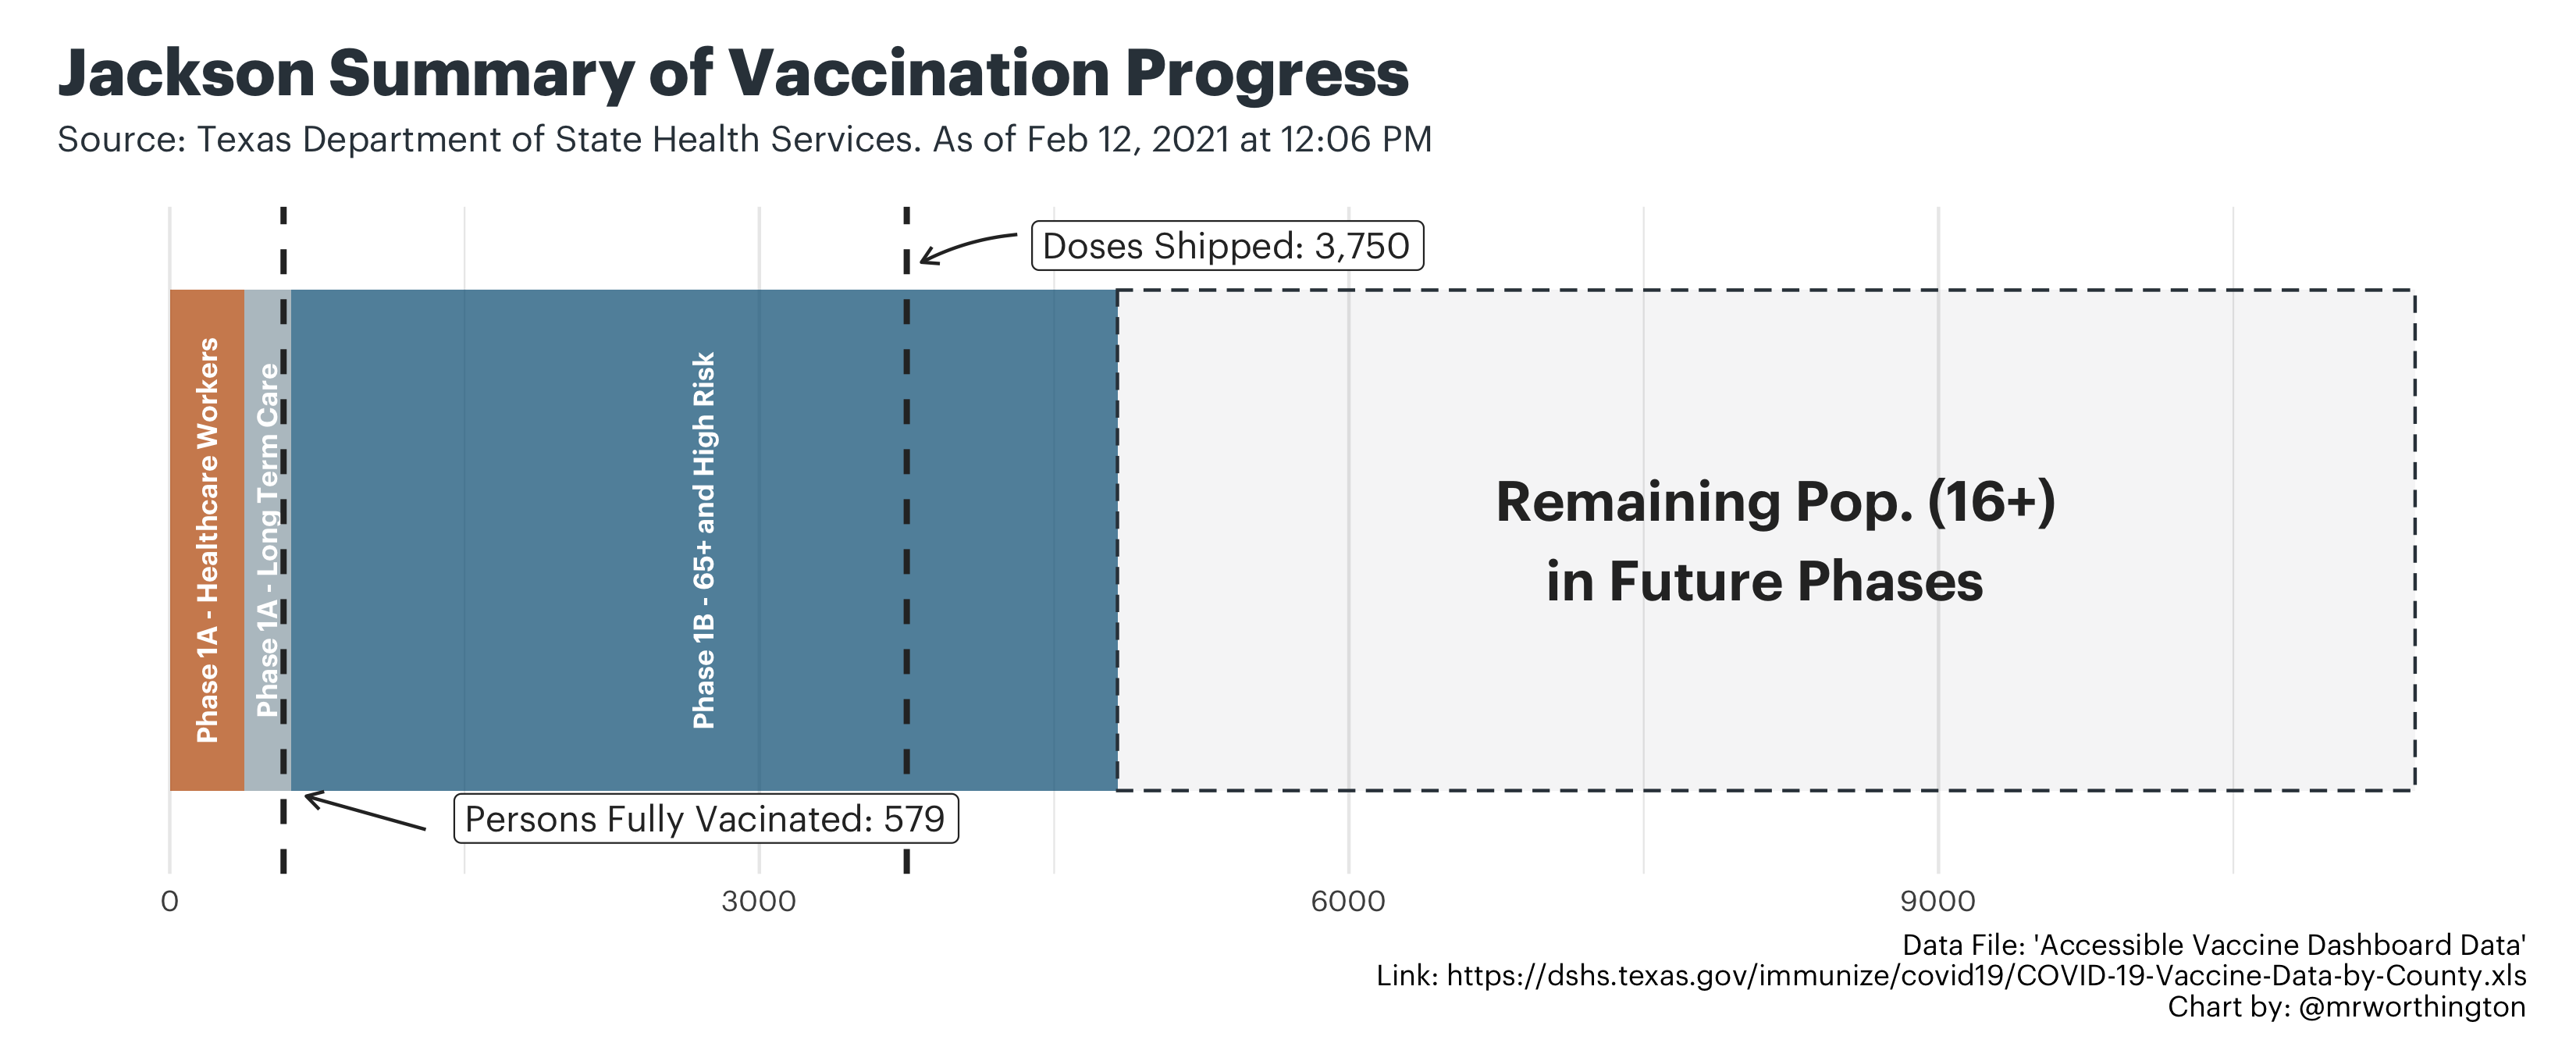 Jackson Summary of Vaccination Progress
Source: Texas Department of State Health Services. As of Feb 12, 2021 at 12:06 PM
Doses Shipped: 3,750
Phase 1A - Healthcare Workers
Phase 1A - Long Term Care
Phase 1B - 65+ and High Risk
Remaining Pop. (16+)
in Future Phases
Persons Fully Vacinated: 579
0
3000
6000
9000
Data File: 'Accessible Vaccine Dashboard Data'
Link: https://dshs.texas.gov/immunize/covid19/COVID-19-Vaccine-Data-by-County.xls
Chart by: @mrworthington